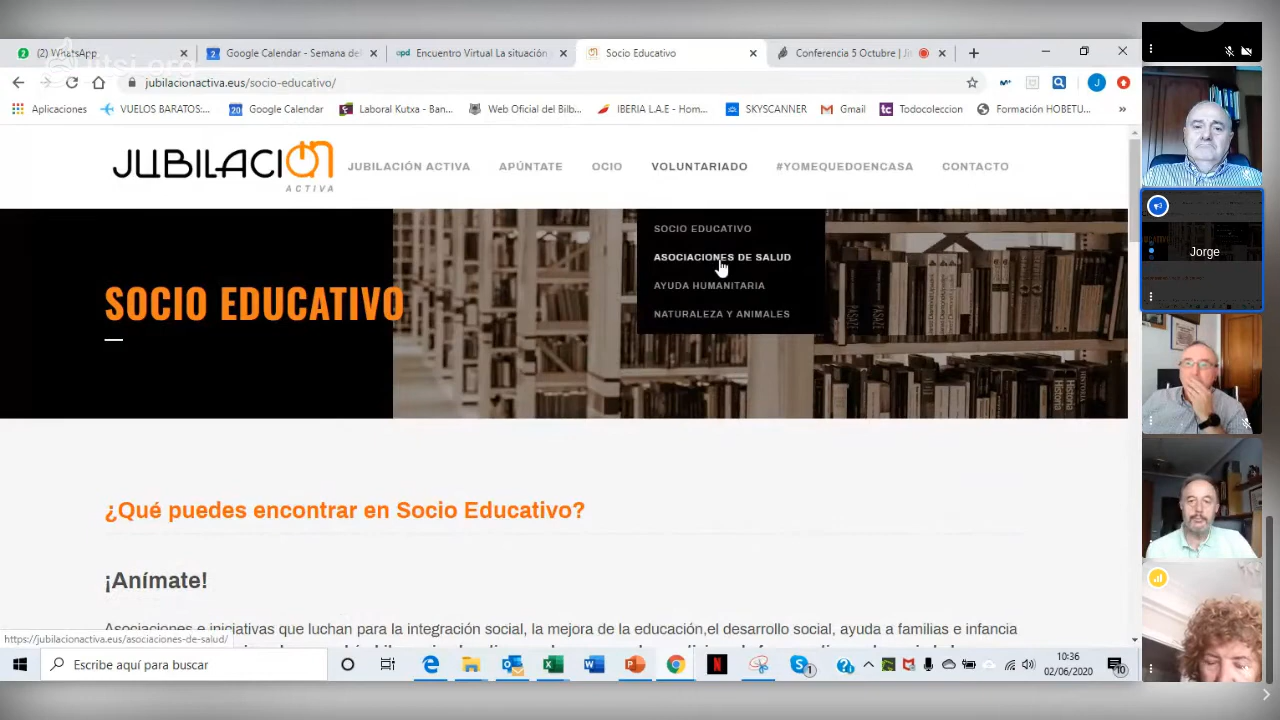 jitsi.org
(2) WhatsApp
Google Calendar - Semana de
Encuentro Virtual La situación
Socio Educativo
Conferencia 5 Octubre | Ji
jubilacionactiva.eus/socio-educativo/
Aplicaciones
VUELOS BARATOS:...
Google Calendar
Laboral Kutxa - Ban...
Web Oficial del Bilb...
IBERIA L.A.E - Hom...
SKYSCANNER
Gmail
Todocoleccion
Formación HOBETU...
JUBILACIÓN
ACTIVA
JUBILACIÓN ACTIVA
APÚNTATE
OCIO
VOLUNTARIADO
#YOMEQUEDOENCASA
CONTACTO
SOCIO EDUCATIVO
ASOCIACIONES DE SALUD
AYUDA HUMANITARIA
NATURALEZA Y ANIMALES
SOCIO EDUCATIVO
¿Qué puedes encontrar en Socio Educativo?
¡Anímate!
Asociaciones e iniciativas que luchan para la integración social, la mejora de la educación,el desarrollo social, ayuda a familias e infancia
https://jubilacionactiva.eus/asociaciones-de-salud/
Escribe aquí para buscar
10:36
02/06/2020
10
Jorge